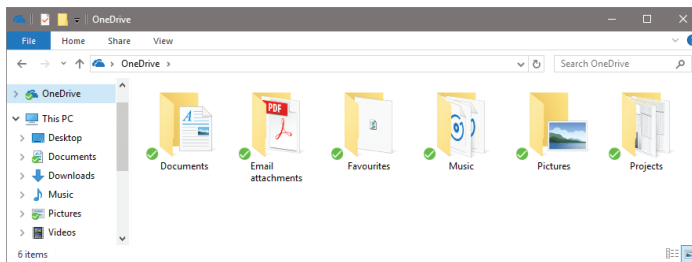 OneDrive
File Home Share View
OneDrive
Search OneDrive
OneDrive
This PC
Desktop
Documents
Downloads
Music
Pictures
Videos
Documents
PDF
Email
attachments
Favourites
Music
Pictures
Projects
6 items